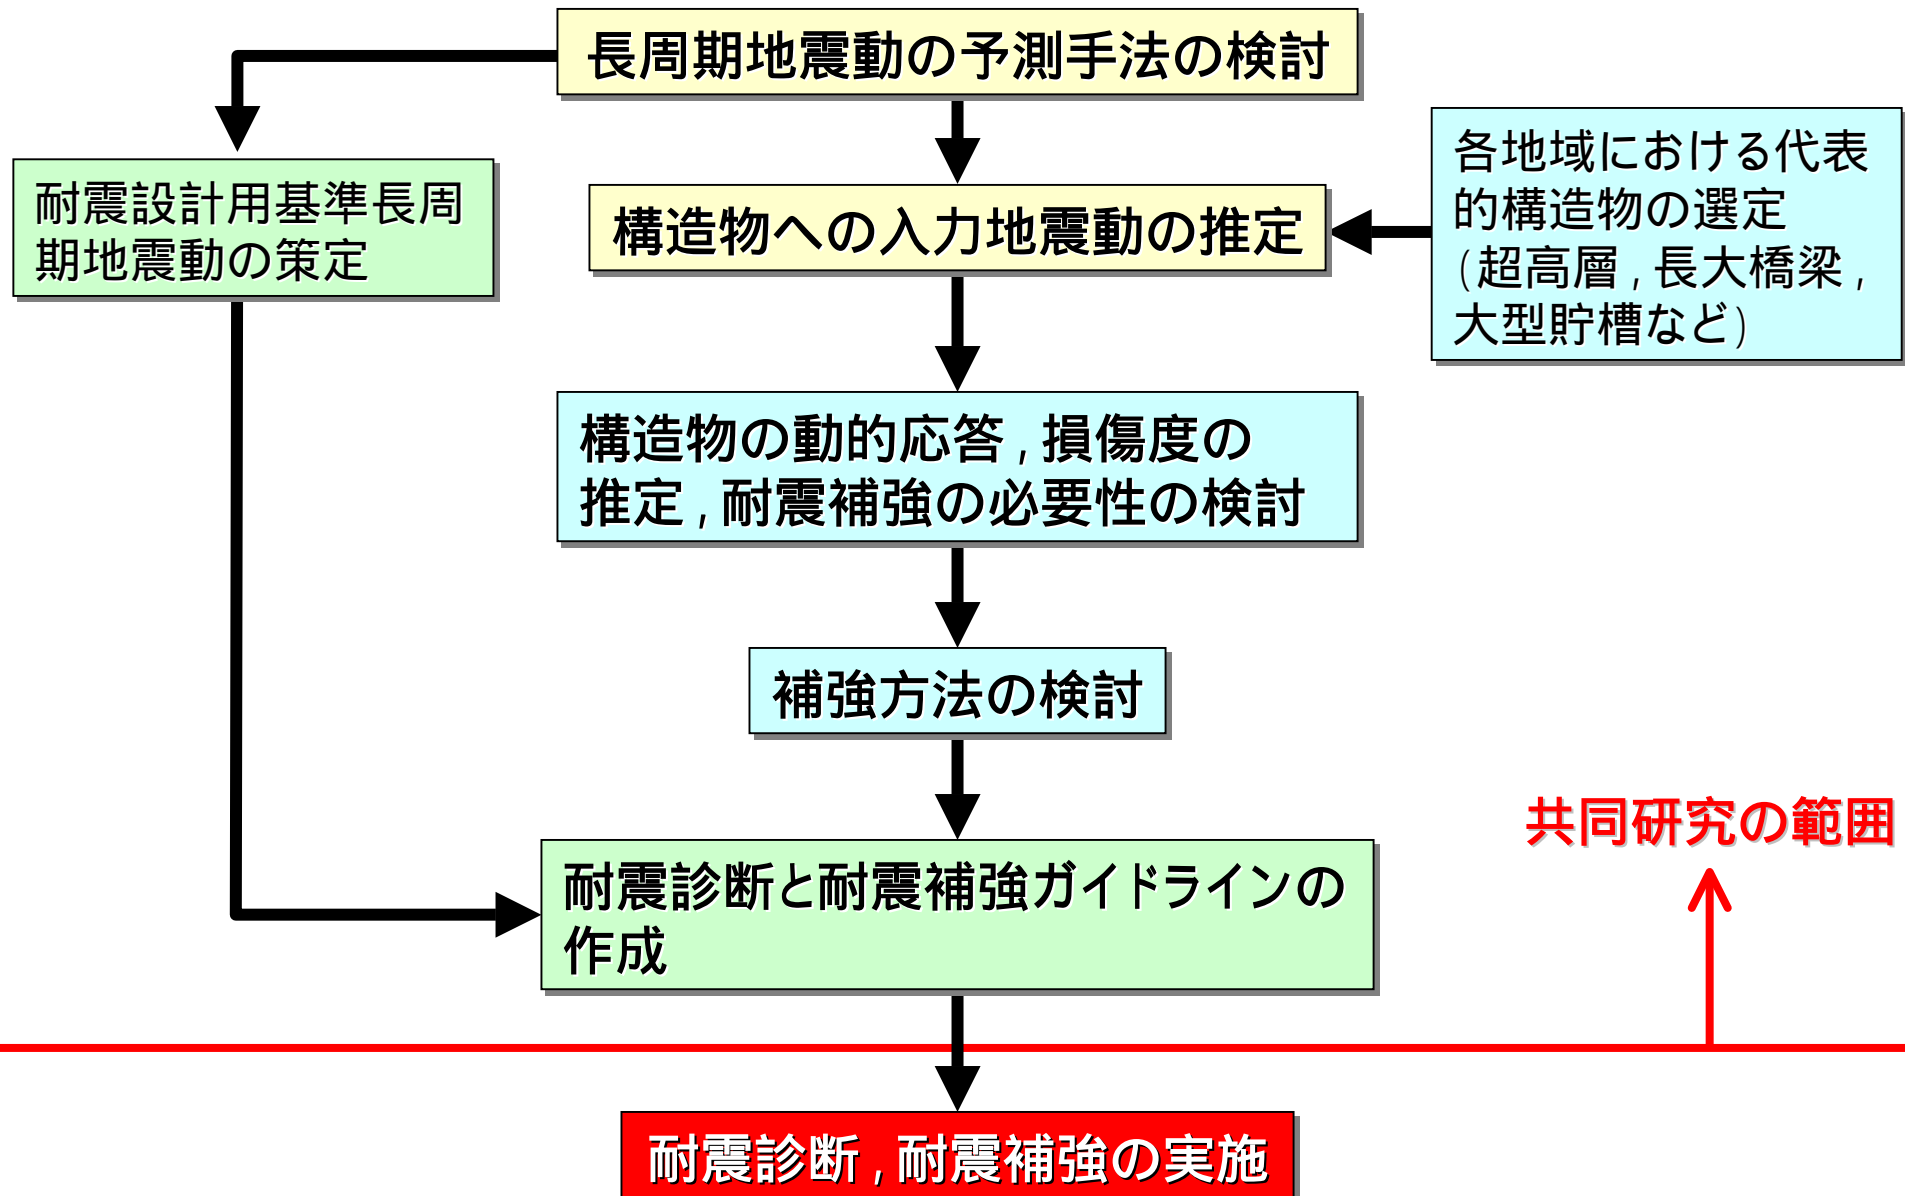 長周期地震動の予測手法の検討
耐震設計用基準長周
期地震動の策定
構造物への入力地震動の推定
各地域における代表
的構造物の選定
(超高層,長大橋梁,
大型貯槽など)
構造物の動的応答,損傷度の
推定,耐震補強の必要性の検討
補強方法の検討
共同研究の範囲
耐震診断と耐震補強ガイドラインの
作成
耐震診断,耐震補強の実施